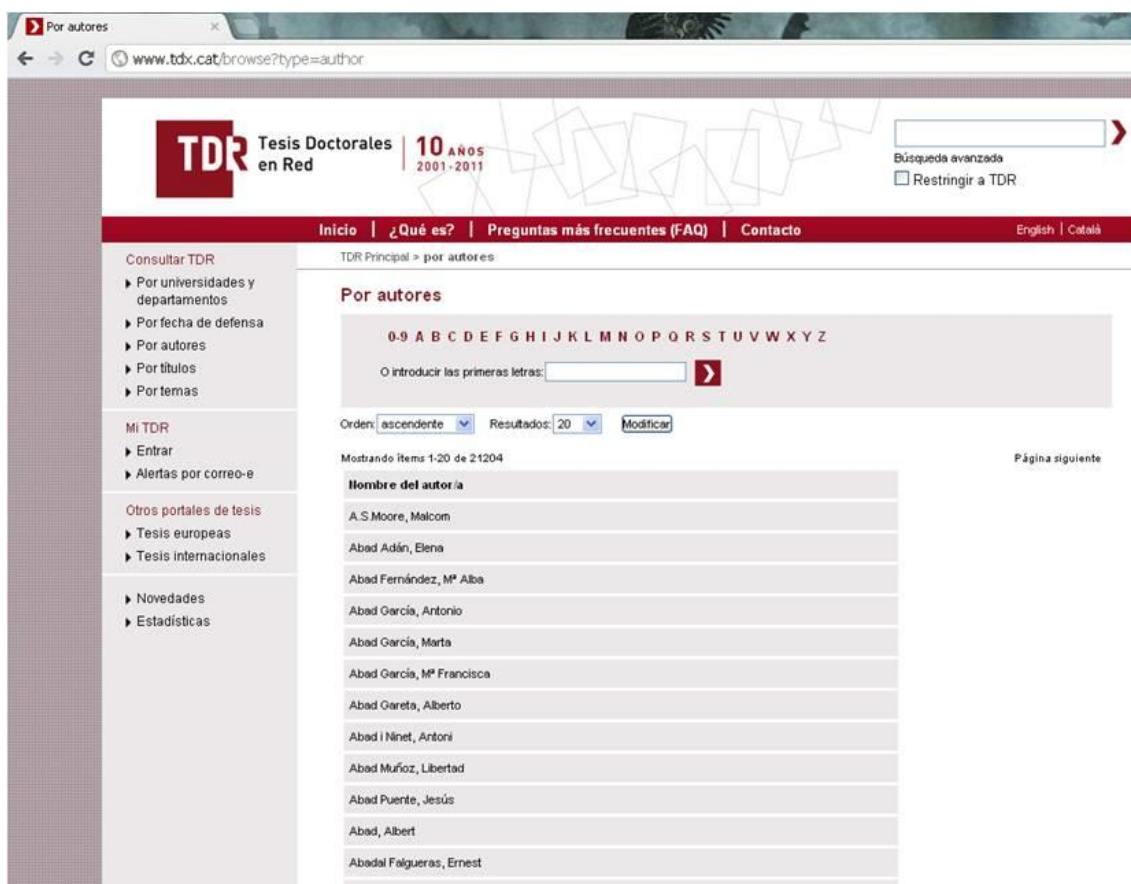 Por autores
www.tdx.cat/browse?type=author
TDR Tesis Doctorales en Red
10 AÑOS
2001-2011
Búsqueda avanzada
Restringir a TDR
Inicio | ¿Qué es? | Preguntas más frecuentes (FAQ) | Contacto
English | Català
Consultar TDR
Por universidades y
departamentos
Por fecha de defensa
Por autores
Por títulos
Por temas
Mi TDR
Entrar
Alertas por correo-e
Otros portales de tesis
Tesis europeas
Tesis internacionales
Novedades
Estadísticas
TDR Principal > por autores
Por autores
0-9 A B C D E F G H I J K L M N O P Q R S T U V W X Y Z
O introducir las primeras letras:
Orden: ascendente Resultados: 20 Modificar
Mostrando ítems 1-20 de 21204
Página siguiente
Nombre del autor/a
A.S.Moore, Malcom
Abad Adán, Elena
Abad Fernández, Mª Alba
Abad García, Antonio
Abad García, Marta
Abad García, Mª Francisca
Abad Gareta, Alberto
Abad i Ninet, Antoni
Abad Muñoz, Libertad
Abad Puente, Jesús
Abad, Albert
Abadal Falgueras, Ernest